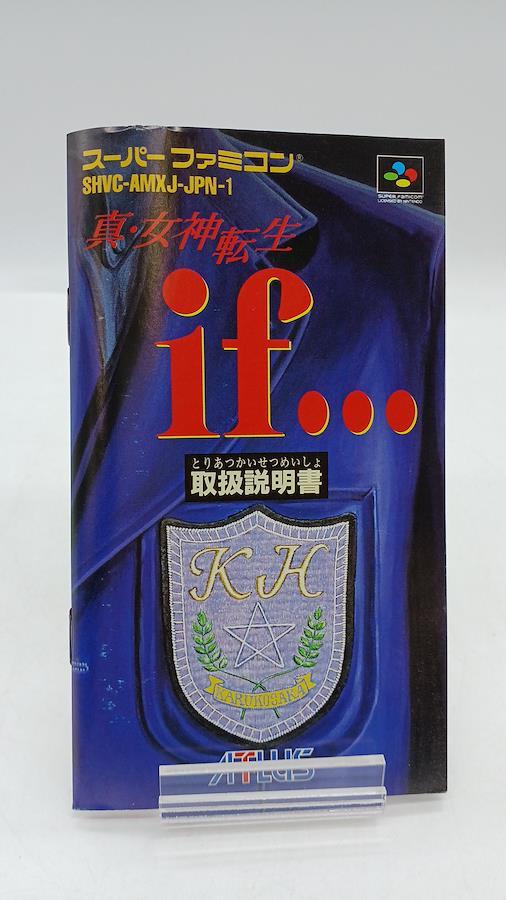 スーパーファミコン®
SHVC-AMXJ-JPN-1
SUPER FAMICOM
LICENSED BY NINTENDO
真・女神転生
if...
とりあつかいせつめいしょ
取扱説明書
KH
KARUKOZAKA
ATLUS